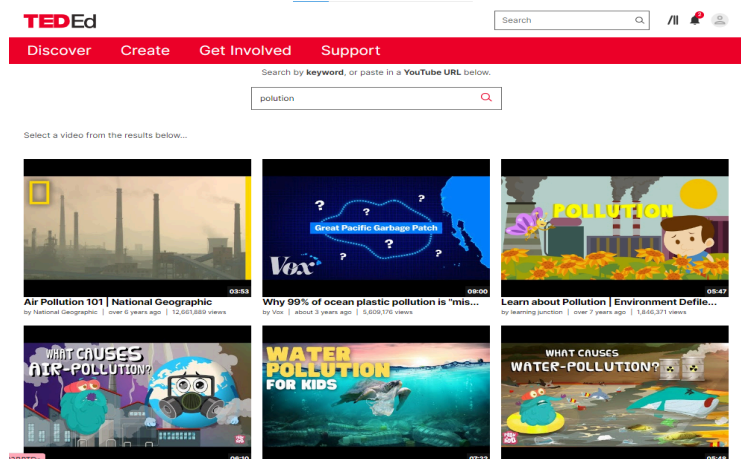 TEDEd
Search
3
Discover Create Get Involved Support
Search by keyword, or paste in a YouTube URL below.
polution
Select a video from the results below...
03:53
Air Pollution 101 | National Geographic
by National Geographic | over 6 years ago | 12,661,889 views
? ? ? ? ? ?
Great Pacific Garbage Patch
Vox
09:00
Why 99% of ocean plastic pollution is "mis...
by Vox | about 3 years ago | 5,609,176 views
POLLUTION
05:47
Learn about Pollution | Environment Defile...
by learning junction | over 7 years ago | 1,846,371 views
WHAT CAUSES
AIR-POLLUTION?
WATER
POLLUTION
FOR KIDS
WHAT CAUSES
WATER-POLLUTION?